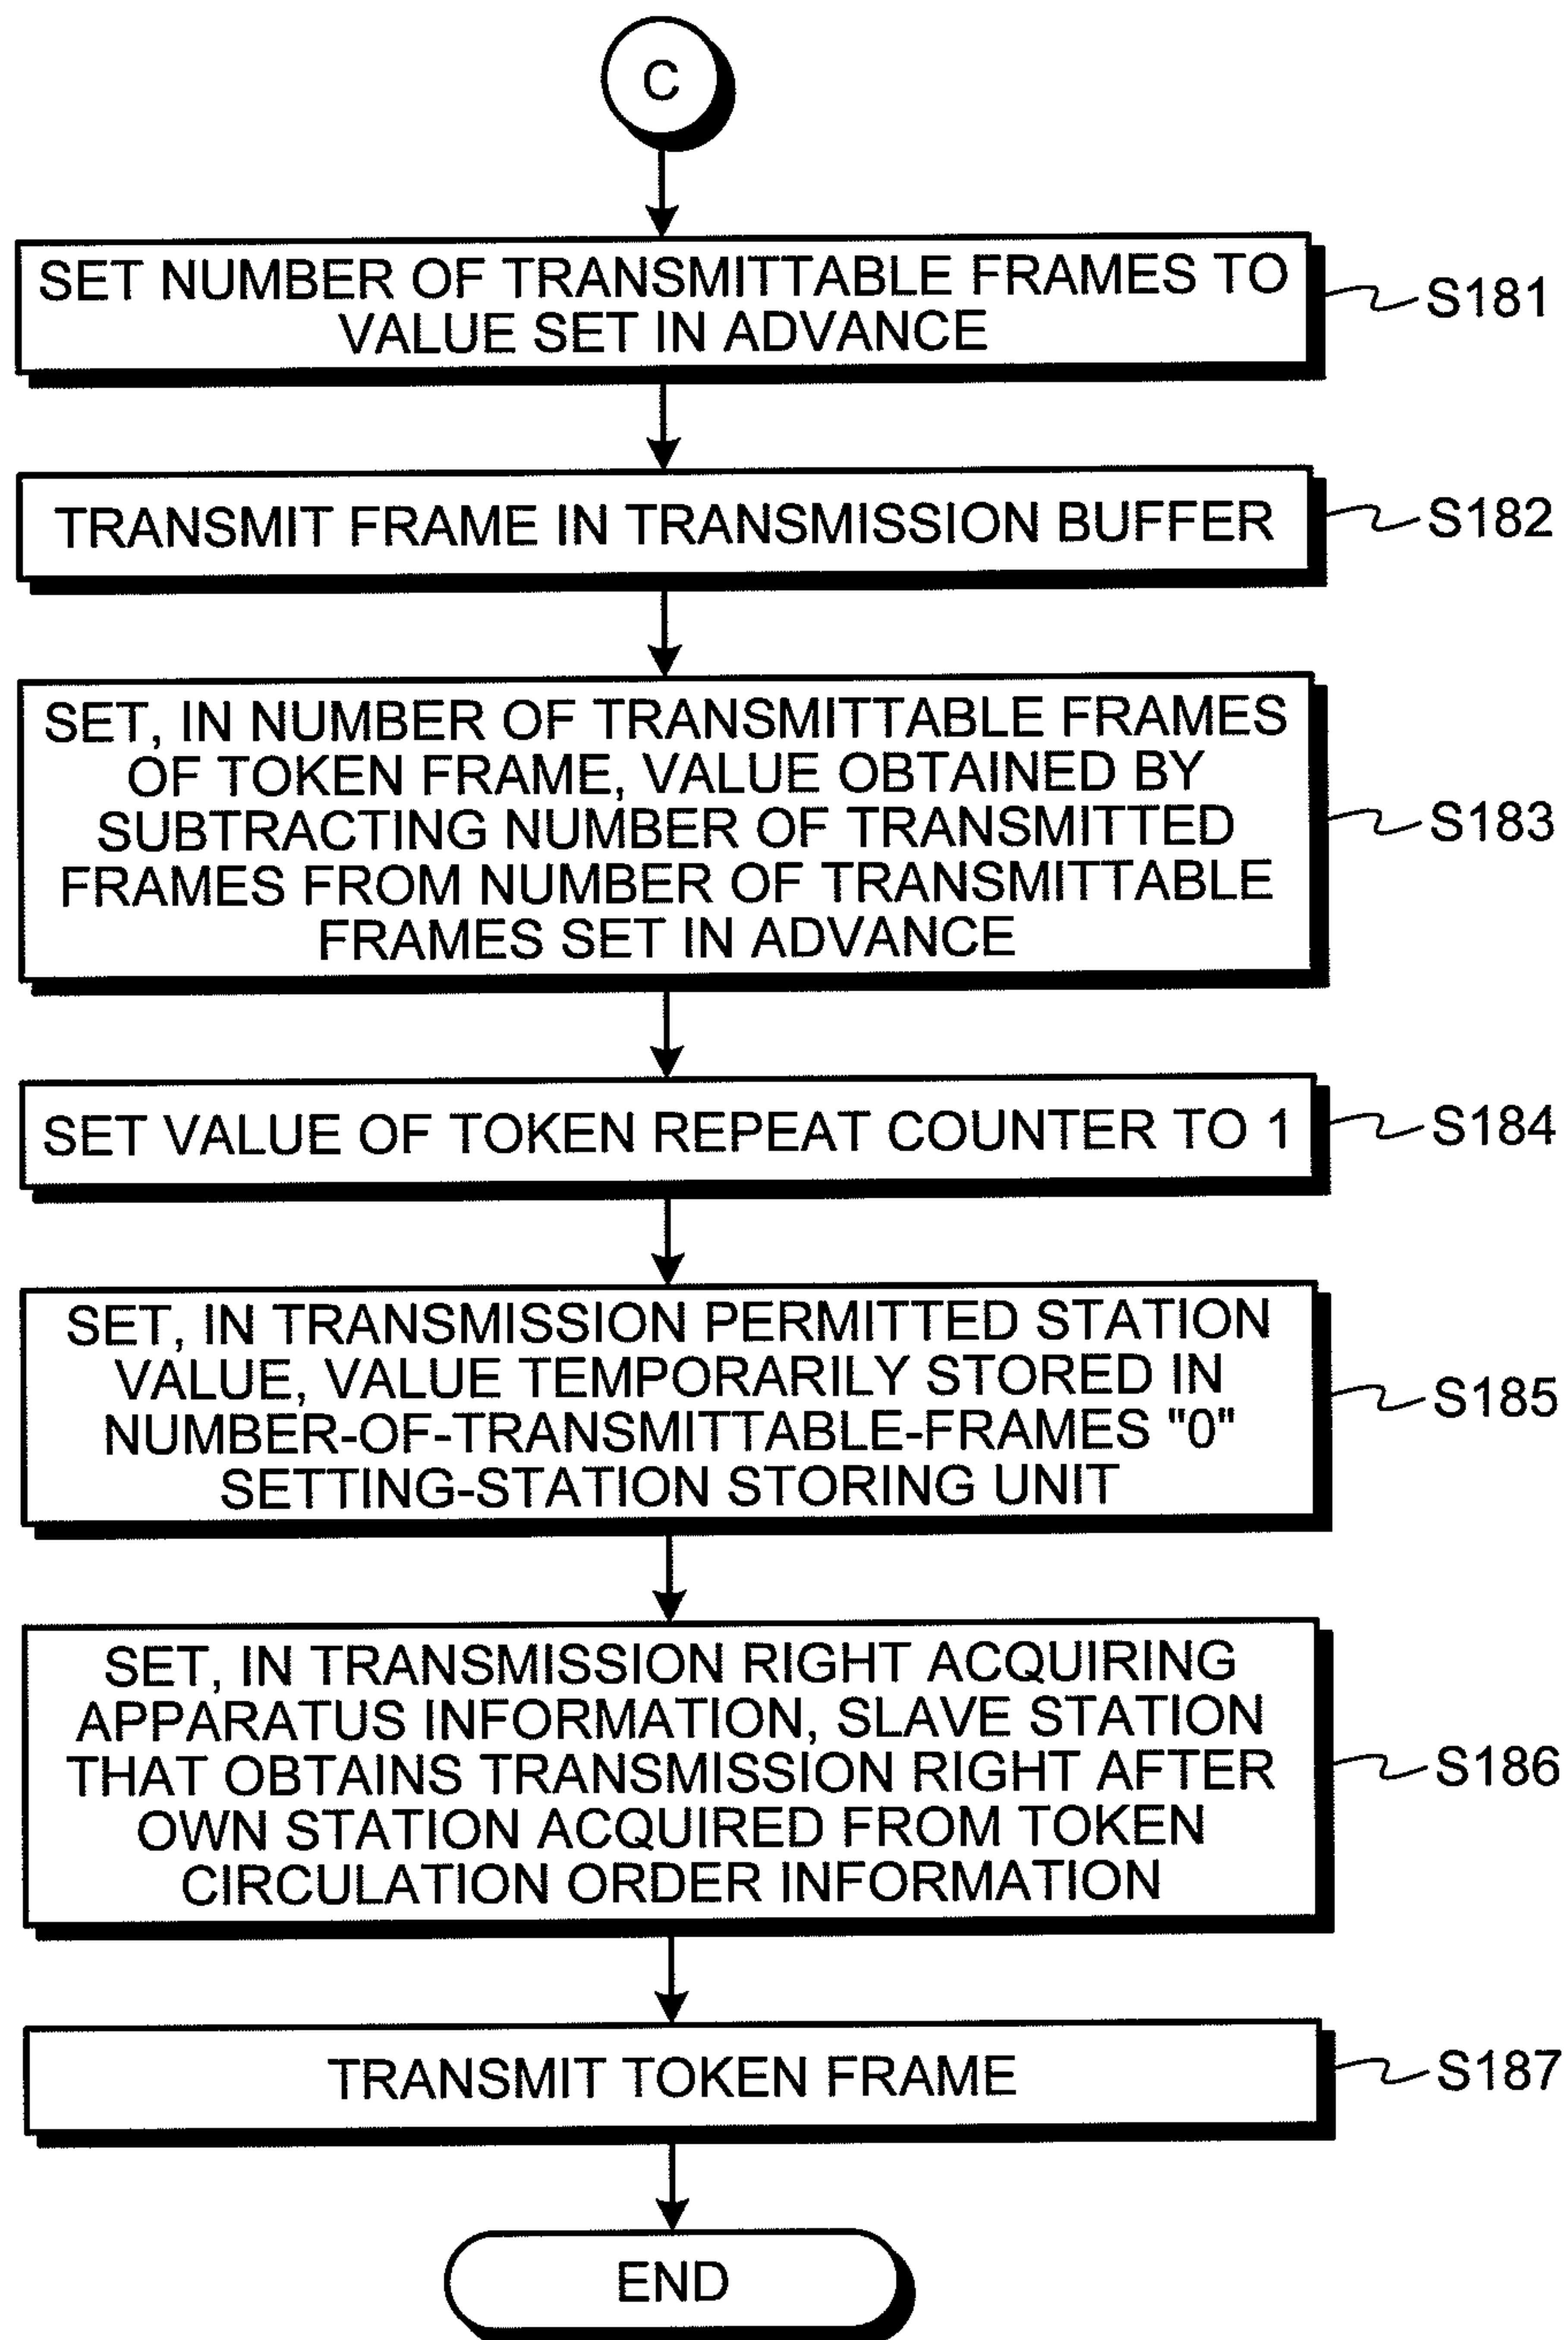 C
SET NUMBER OF TRANSMITTABLE FRAMES TO
VALUE SET IN ADVANCE
S181
TRANSMIT FRAME IN TRANSMISSION BUFFER
S182
SET, IN NUMBER OF TRANSMITTABLE FRAMES
OF TOKEN FRAME, VALUE OBTAINED BY
SUBTRACTING NUMBER OF TRANSMITTED
FRAMES FROM NUMBER OF TRANSMITTABLE
FRAMES SET IN ADVANCE
S183
SET VALUE OF TOKEN REPEAT COUNTER TO 1
S184
SET, IN TRANSMISSION PERMITTED STATION
VALUE, VALUE TEMPORARILY STORED IN
NUMBER-OF-TRANSMITTABLE-FRAMES "0"
SETTING-STATION STORING UNIT
S185
SET, IN TRANSMISSION RIGHT ACQUIRING
APPARATUS INFORMATION, SLAVE STATION
THAT OBTAINS TRANSMISSION RIGHT AFTER
OWN STATION ACQUIRED FROM TOKEN
CIRCULATION ORDER INFORMATION
S186
TRANSMIT TOKEN FRAME
S187
END